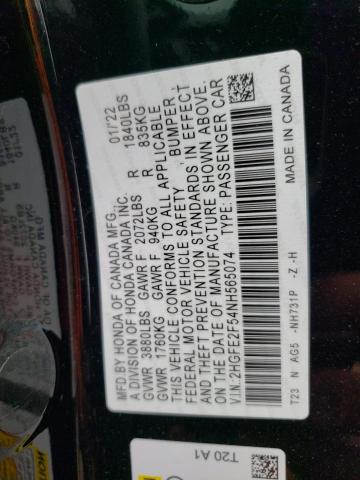 MFD BY HONDA OF CANADA MFG. 01/22
A DIVISION OF HONDA CANADA INC.
GVWR 3880LBS GAWR F 2072LBS R 1840LBS
GVWR 1760KG GAWR F 940KG R 835KG
THIS VEHICLE CONFORMS TO ALL APPLICABLE
FEDERAL MOTOR VEHICLE SAFETY, BUMPER,
AND THEFT PREVENTION STANDARDS IN EFFECT
ON THE DATE OF MANUFACTURE SHOWN ABOVE.
V.I.N:2HGFE2F54NH565074 TYPE:PASSENGER CAR
T23 N AG5 -NH731P -Z -H MADE IN CANADA
T20 A1